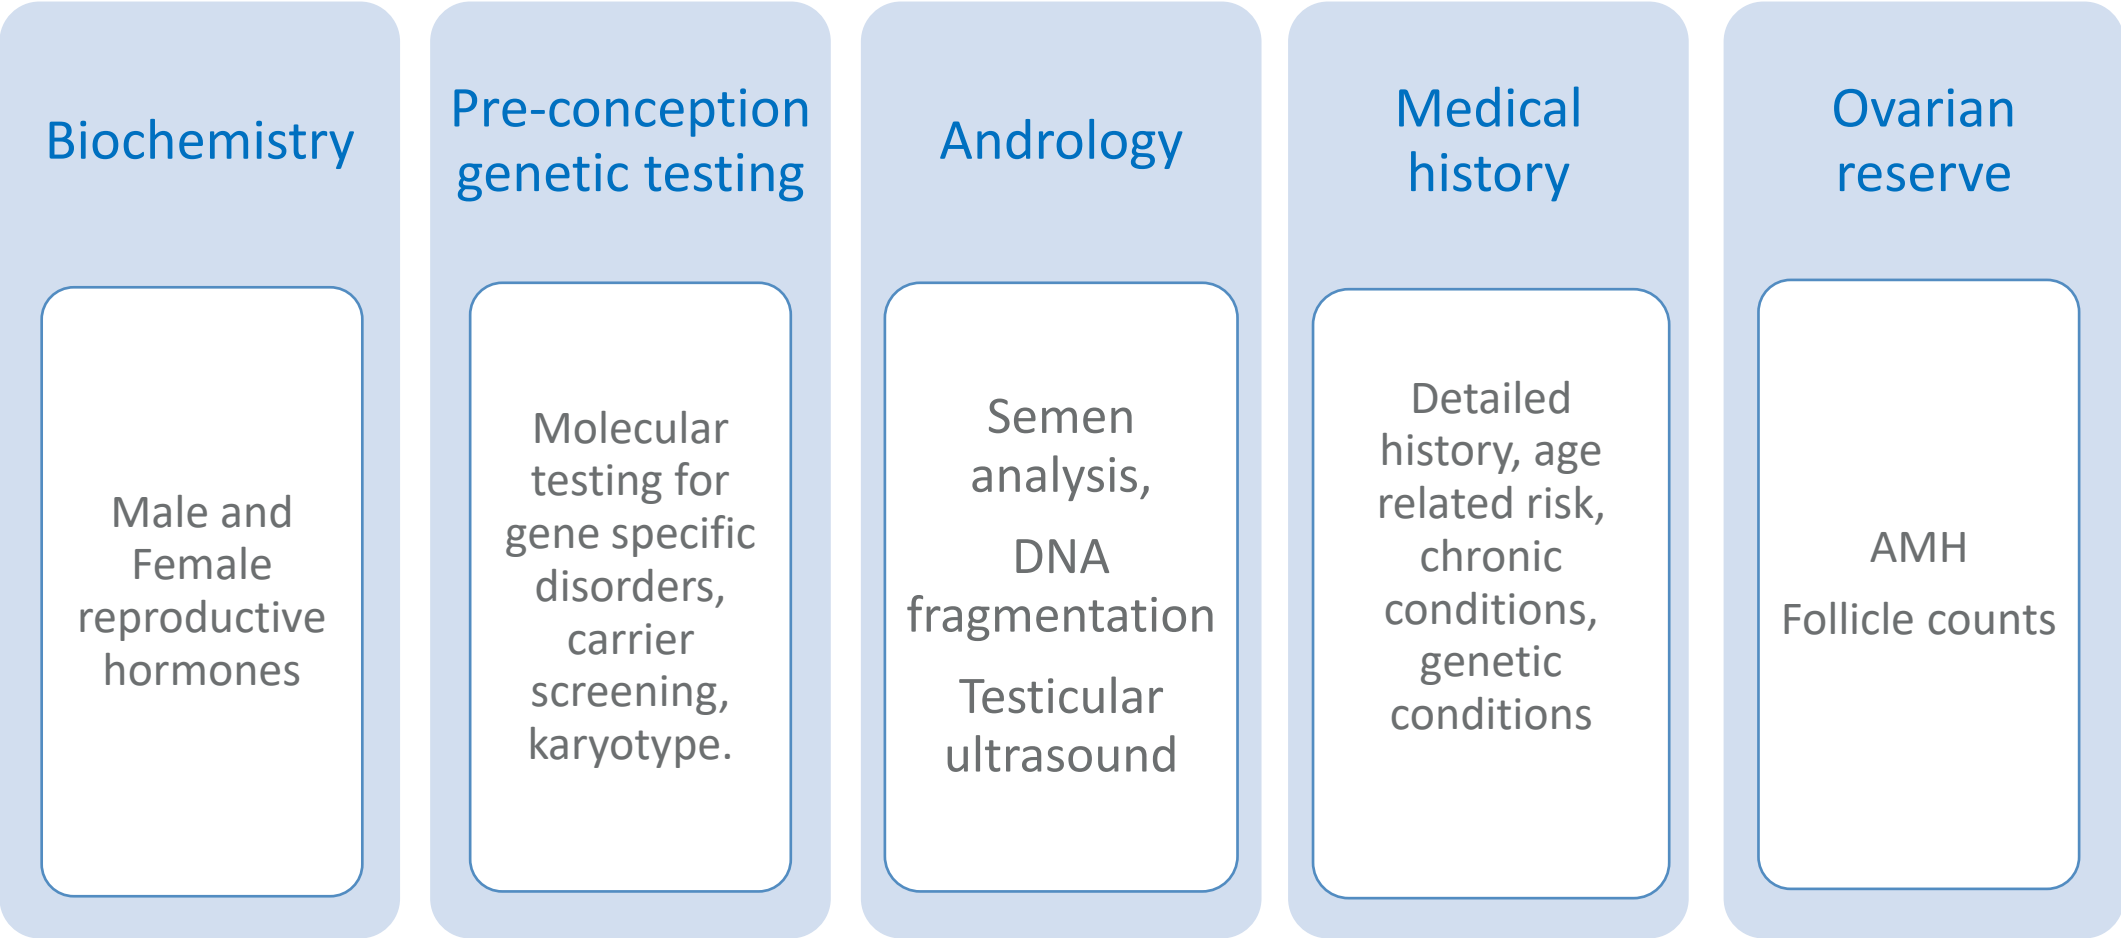 Biochemistry
Male and
Female
reproductive
hormones
Pre-conception
genetic testing
Molecular
testing for
gene specific
disorders,
carrier
screening,
karyotype.
Andrology
Semen
analysis,
DNA
fragmentation
Testicular
ultrasound
Medical
history
Detailed
history, age
related risk,
chronic
conditions,
genetic
conditions
Ovarian
reserve
AMH
Follicle counts